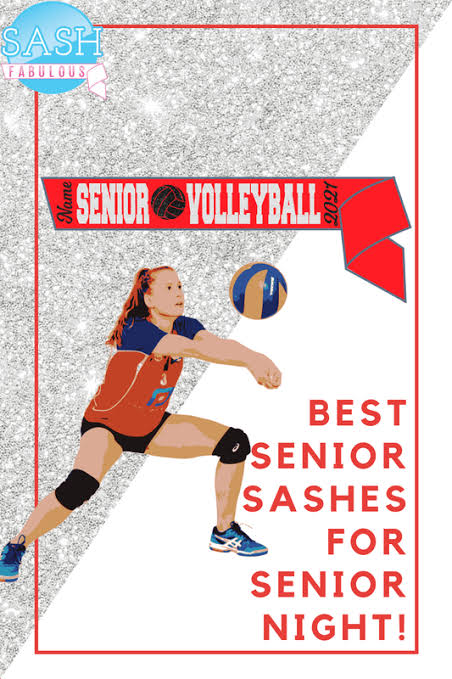 SASH
FABULOUS
Name SENIOR VOLLEYBALL 2021
BEST
SENIOR
SASHES
FOR
SENIOR
NIGHT!